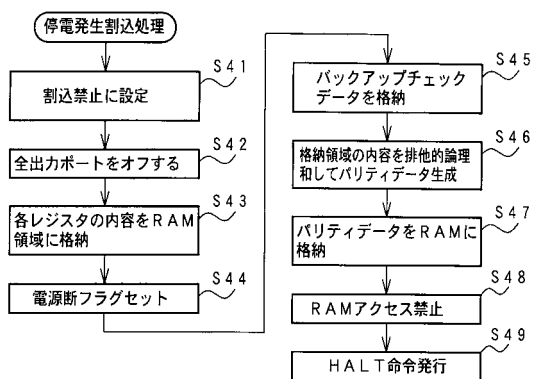 停電発生割込処理
S41
割込禁止に設定
S42
全出力ポートをオフする
S43
各レジスタの内容をRAM
領域に格納
S44
電源断フラグセット
S45
バックアップチェック
データを格納
S46
格納領域の内容を排他的論理
和してパリティデータ生成
S47
パリティデータをRAMに
格納
S48
RAMアクセス禁止
S49
HALT命令発行